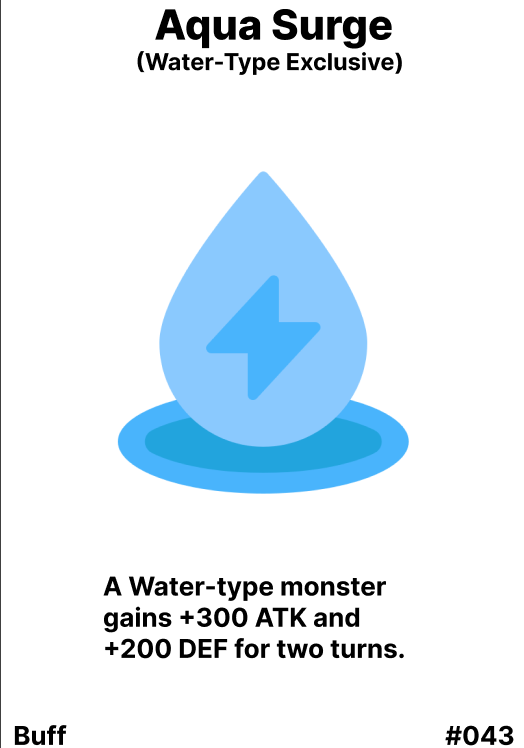 Aqua Surge
(Water-Type Exclusive)
A Water-type monster
gains +300 ATK and
+200 DEF for two turns.
Buff
#043